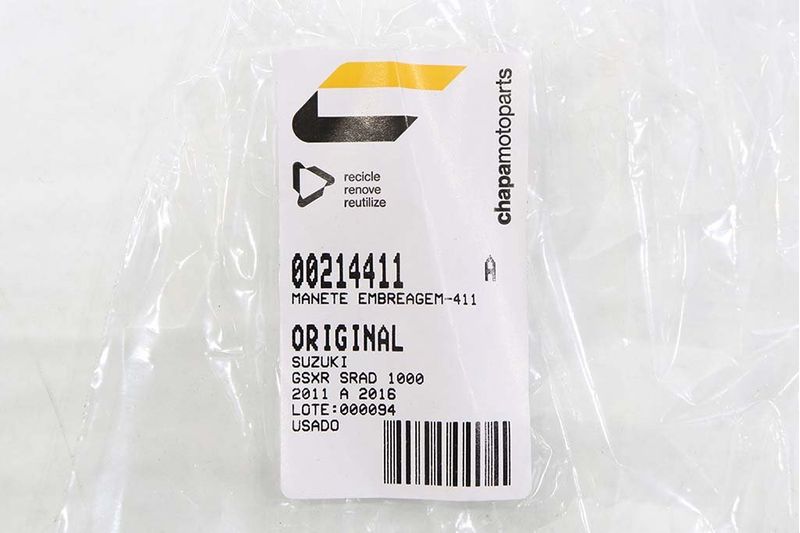 chapamotoparts
recicle
renove
reutilize
00214411 A
MANETE EMBREAGEM-411
ORIGINAL
SUZUKI
GSXR SRAD 1000
2011 A 2016
LOTE:000094
USADO